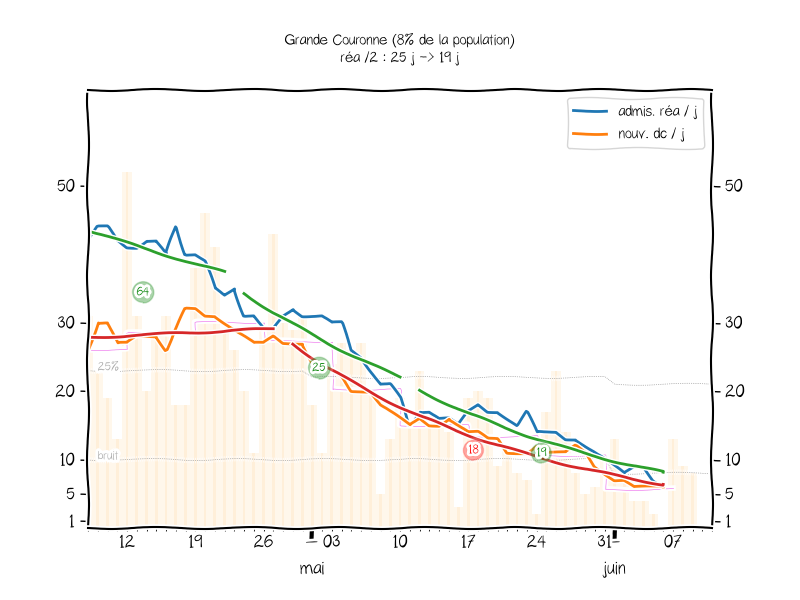 Grande Couronne (8% de la population)
réa /2 : 25 j -> 19 j
admis. réa / j
nouv. dc / j
50
50
64
30
30
25%
25
20
20
18
19
bruit
10
10
5
5
1
1
12 19 26 03 10 17 24 31 07
mai juin